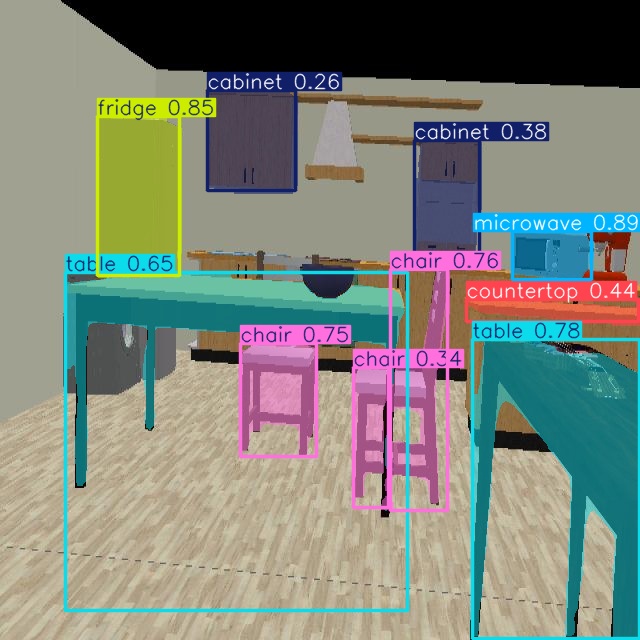 cabinet 0.26
fridge 0.85
cabinet 0.38
microwave 0.89
table 0.65
chair 0.76
countertop 0.44
table 0.78
chair 0.75
chair 0.34